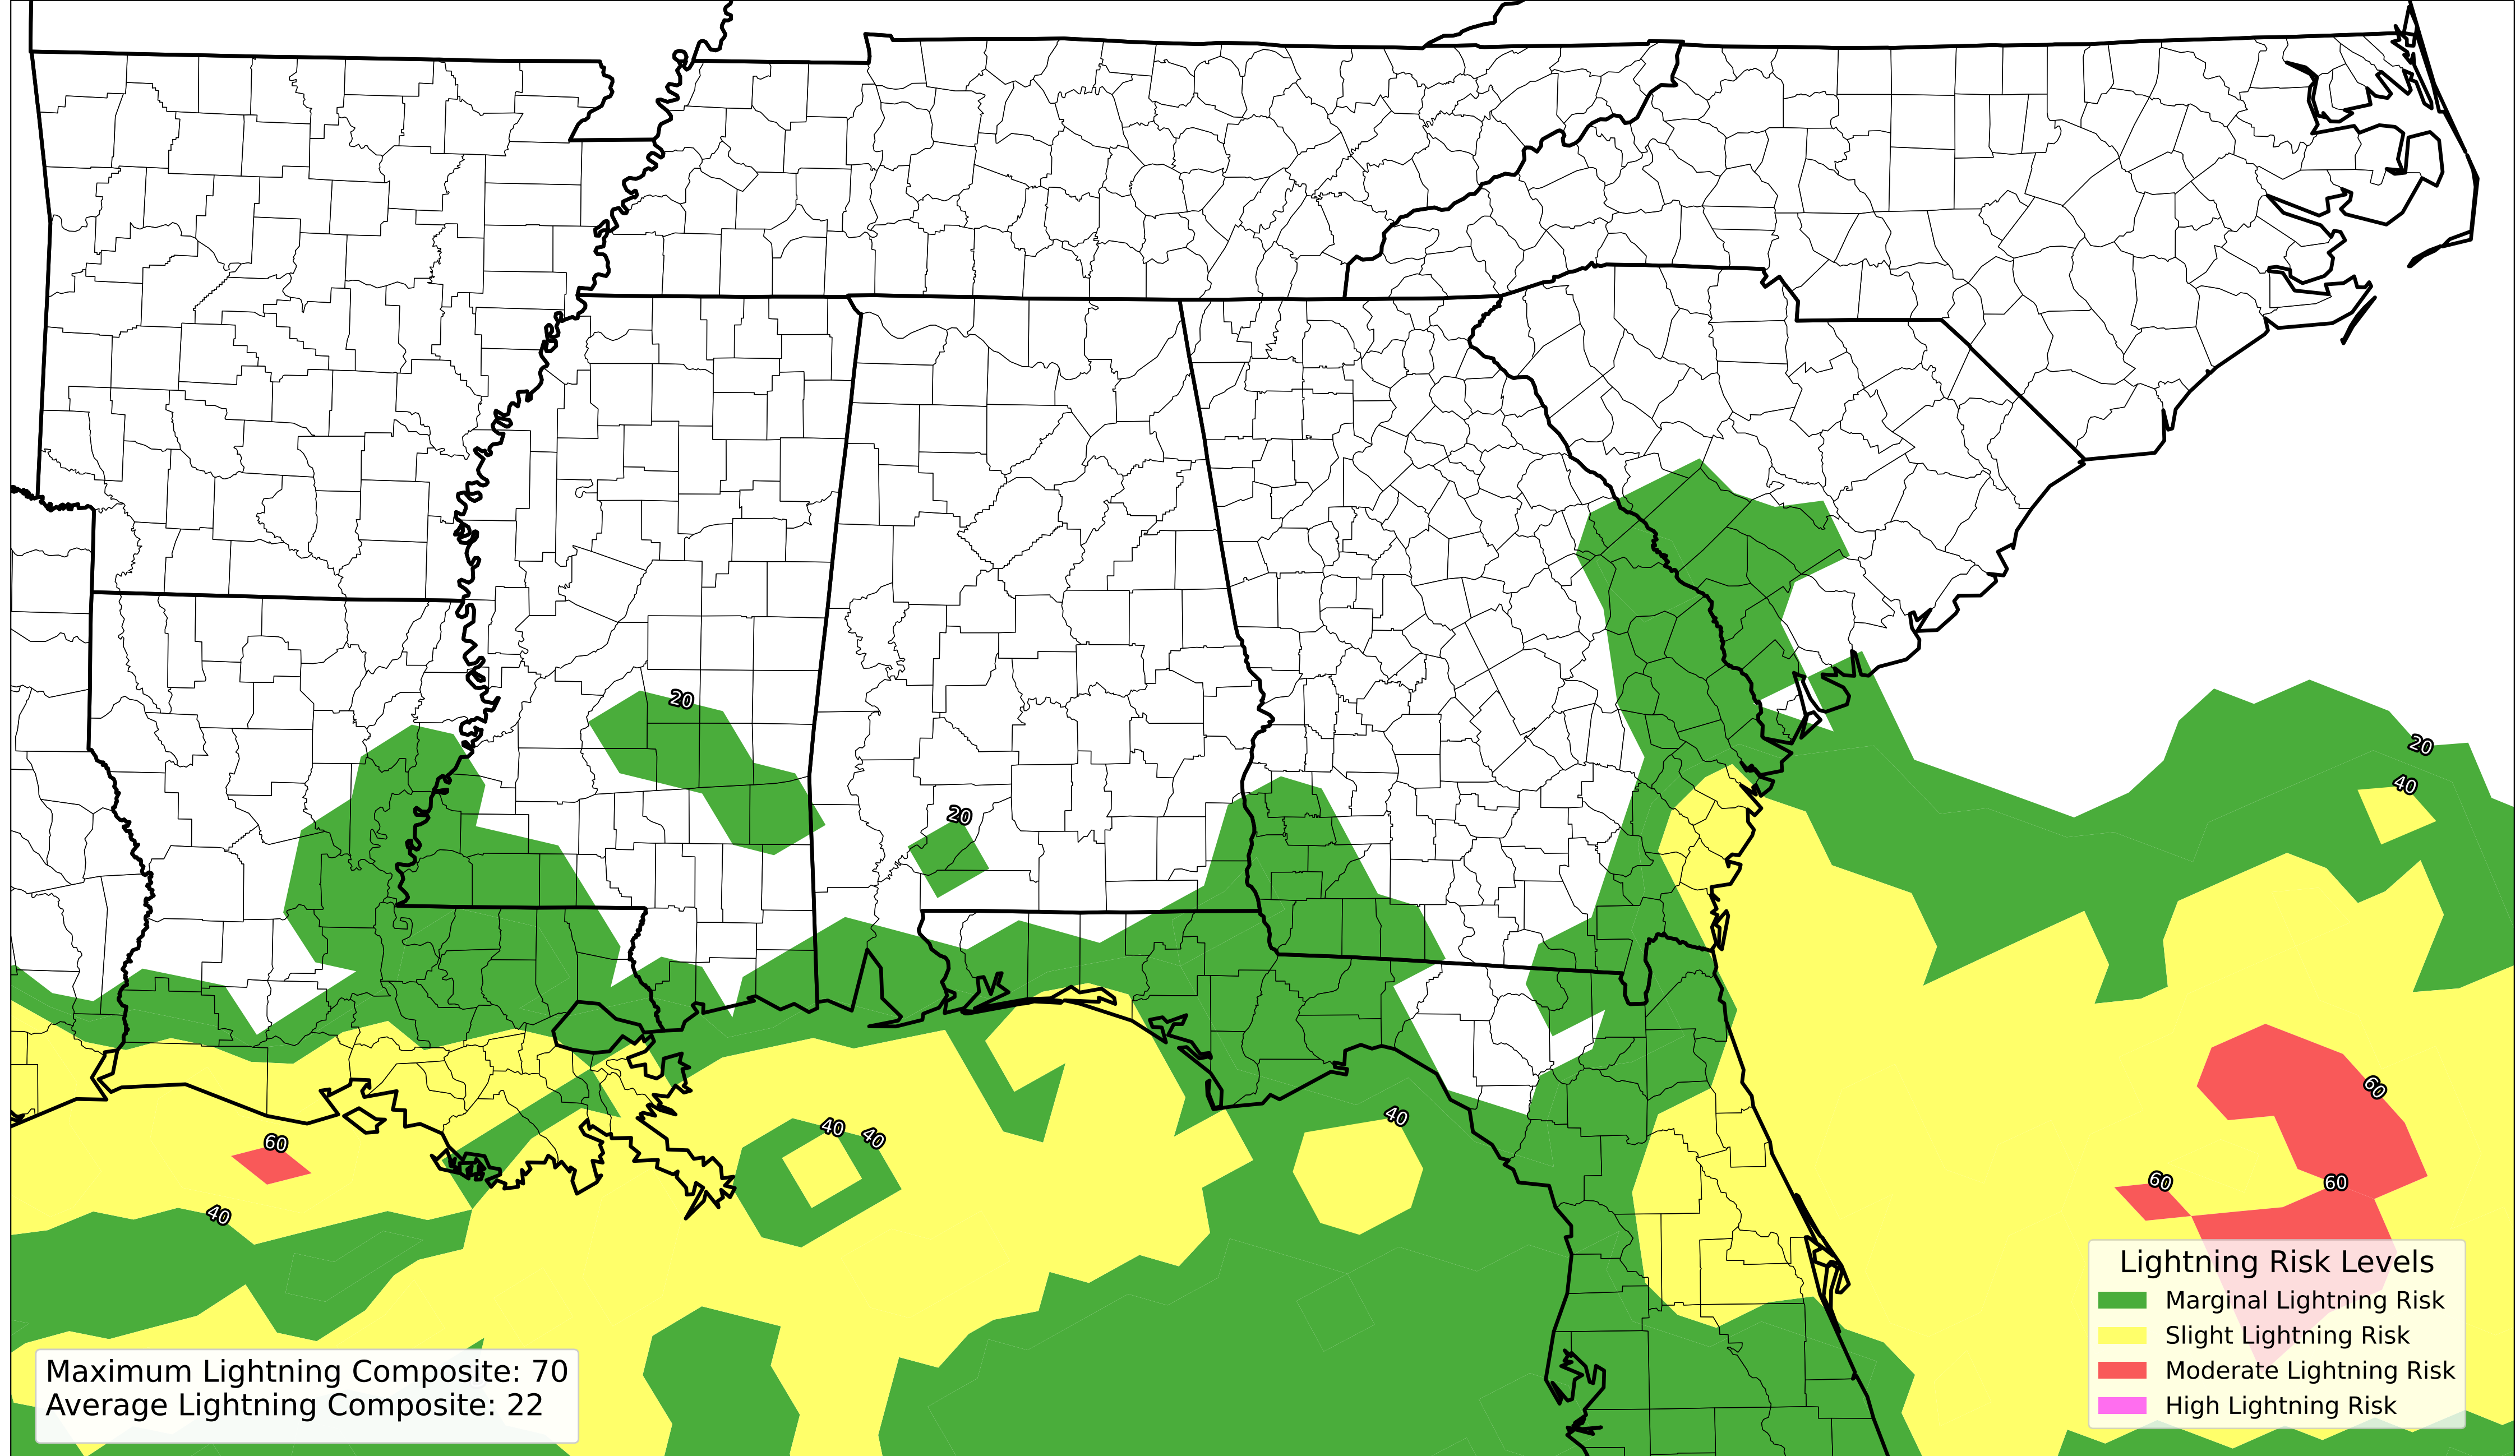 20
20
20
40
60
40
40
40
40
60
60
60
Maximum Lightning Composite: 70
Average Lightning Composite: 22
Lightning Risk Levels
Marginal Lightning Risk
Slight Lightning Risk
Moderate Lightning Risk
High Lightning Risk